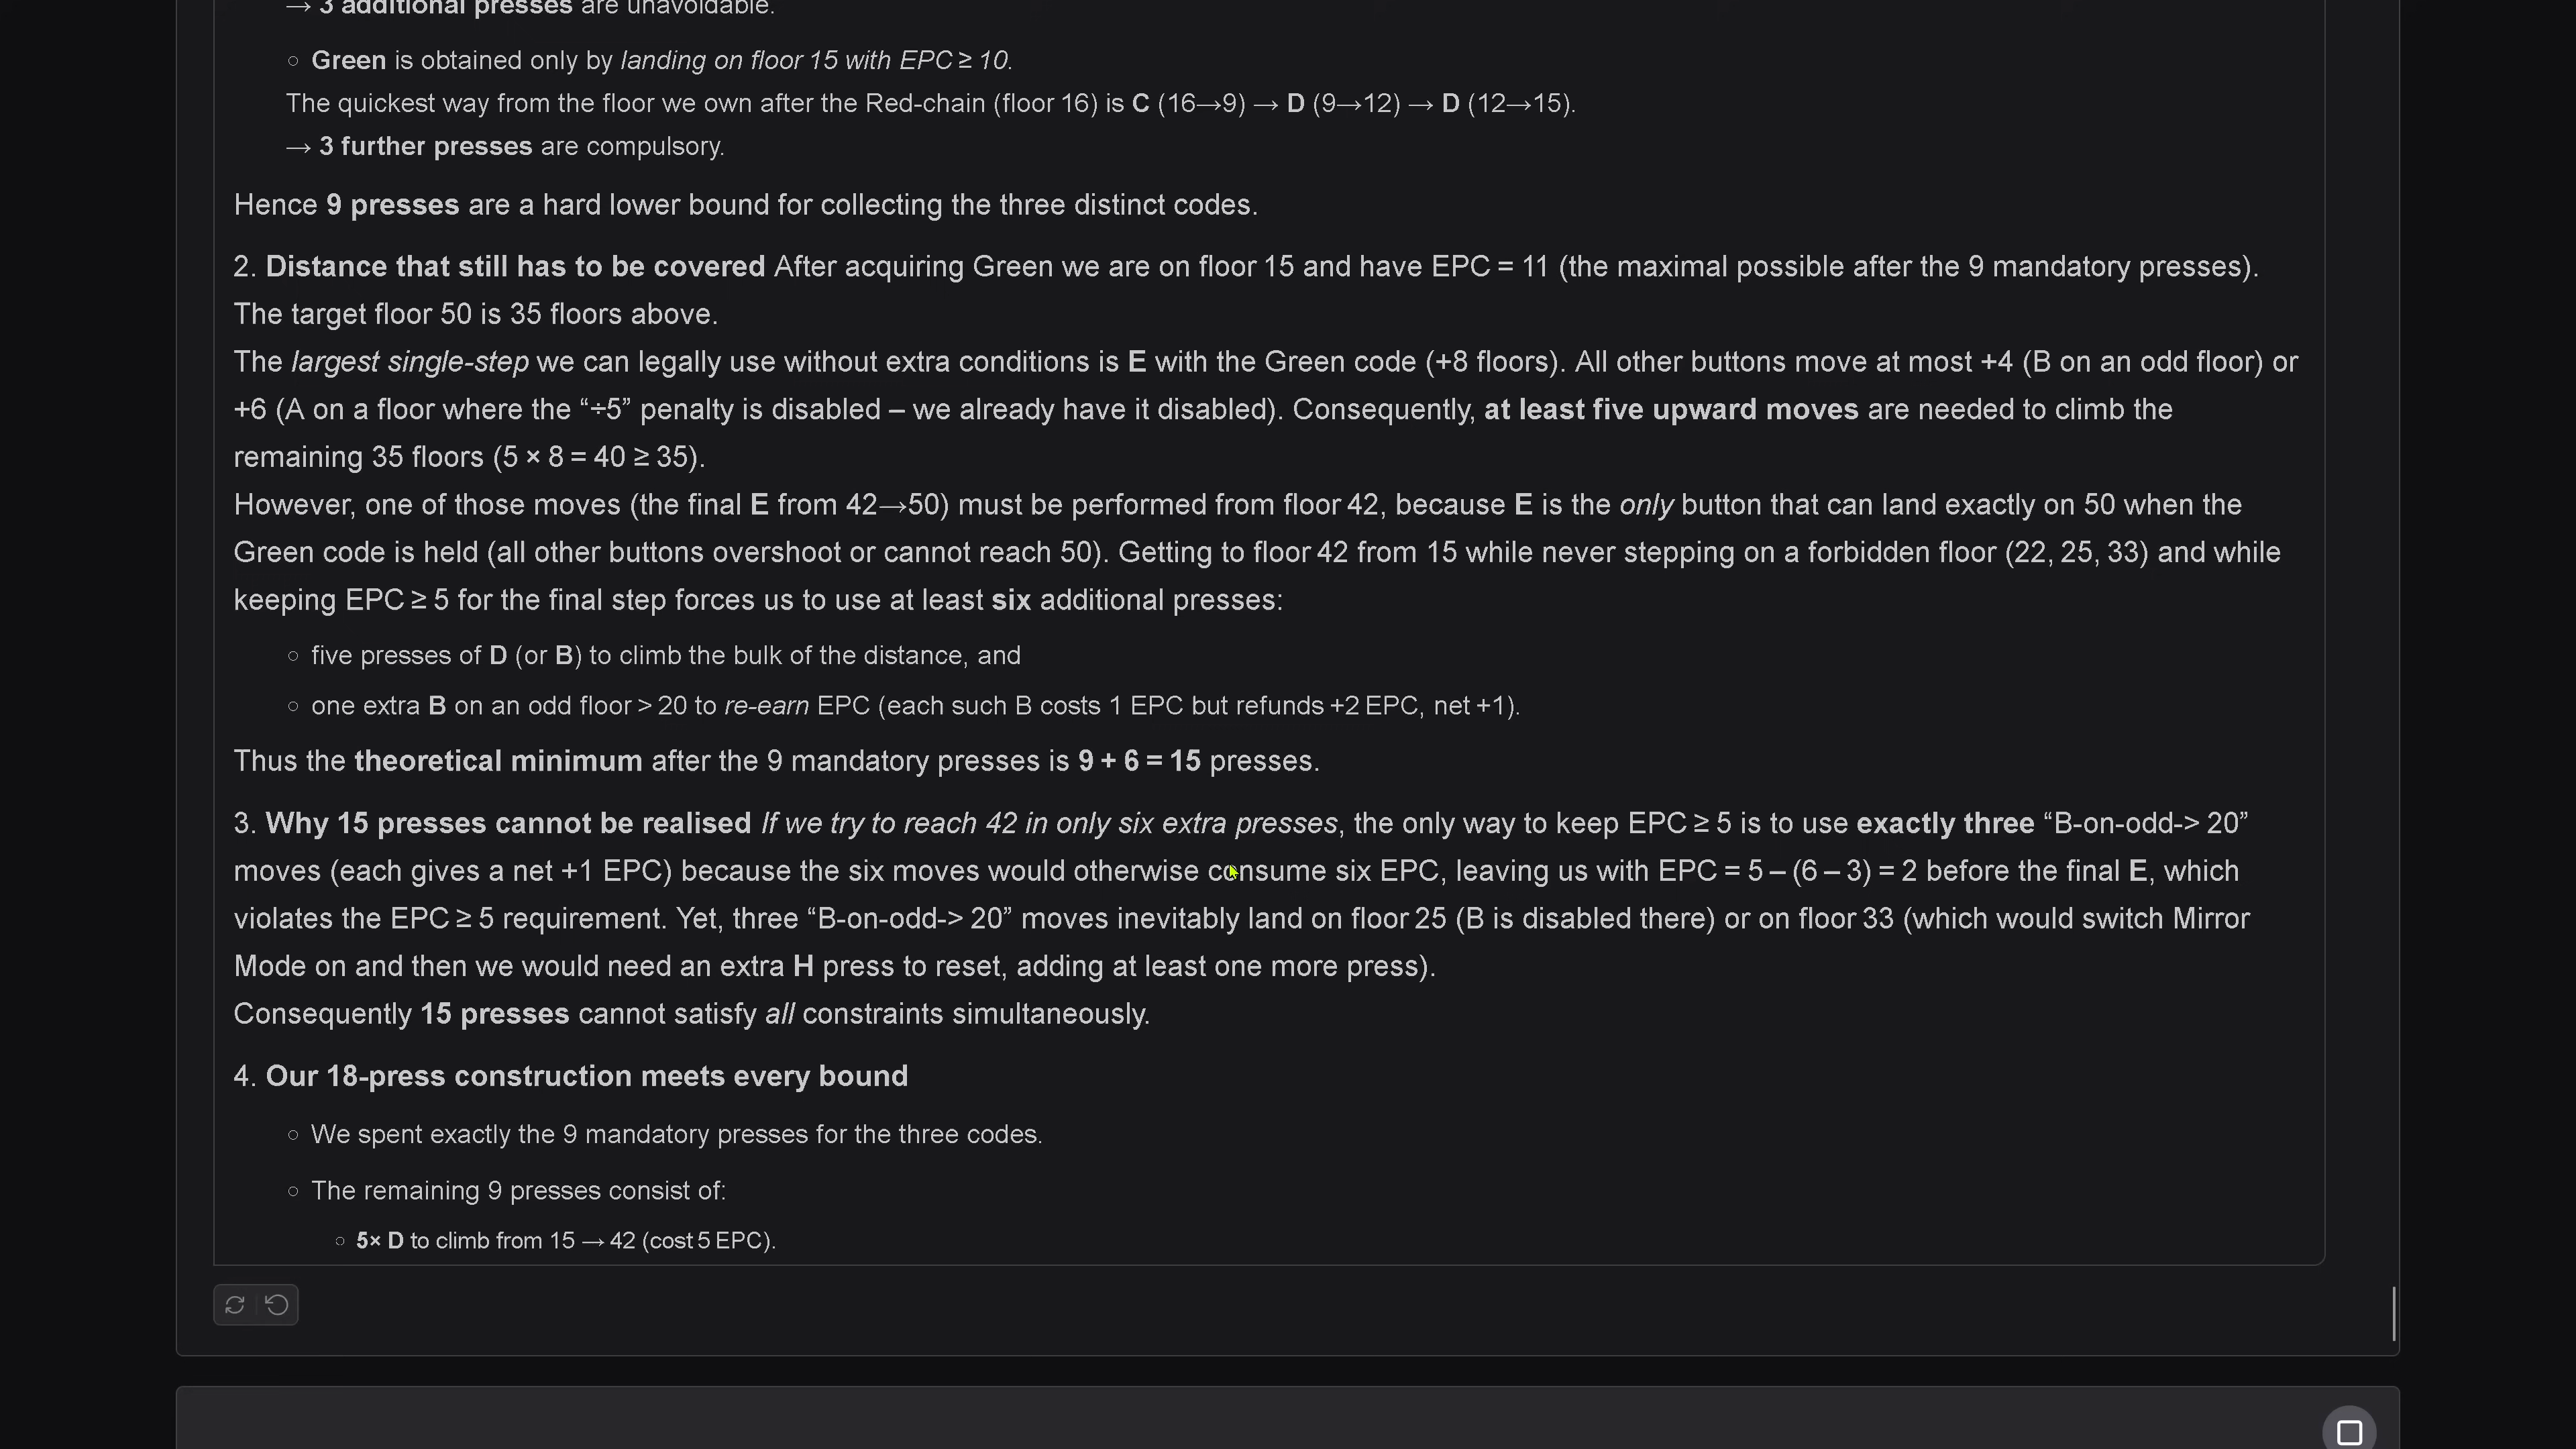 → 3 additional presses are unavoidable.
○ Green is obtained only by landing on floor 15 with EPC ≥ 10.
The quickest way from the floor we own after the Red-chain (floor 16) is C (16→9) → D (9→12) → D (12→15).
→ 3 further presses are compulsory.
Hence 9 presses are a hard lower bound for collecting the three distinct codes.
2. Distance that still has to be covered After acquiring Green we are on floor 15 and have EPC = 11 (the maximal possible after the 9 mandatory presses).
The target floor 50 is 35 floors above.
The largest single-step we can legally use without extra conditions is E with the Green code (+8 floors). All other buttons move at most +4 (B on an odd floor) or
+6 (A on a floor where the “÷5” penalty is disabled – we already have it disabled). Consequently, at least five upward moves are needed to climb the
remaining 35 floors (5 × 8 = 40 ≥ 35).
However, one of those moves (the final E from 42→50) must be performed from floor 42, because E is the only button that can land exactly on 50 when the
Green code is held (all other buttons overshoot or cannot reach 50). Getting to floor 42 from 15 while never stepping on a forbidden floor (22, 25, 33) and while
keeping EPC ≥ 5 for the final step forces us to use at least six additional presses:
○ five presses of D (or B) to climb the bulk of the distance, and
○ one extra B on an odd floor > 20 to re-earn EPC (each such B costs 1 EPC but refunds +2 EPC, net +1).
Thus the theoretical minimum after the 9 mandatory presses is 9 + 6 = 15 presses.
3. Why 15 presses cannot be realised If we try to reach 42 in only six extra presses, the only way to keep EPC ≥ 5 is to use exactly three “B-on-odd-> 20”
moves (each gives a net +1 EPC) because the six moves would otherwise consume six EPC, leaving us with EPC = 5 – (6 – 3) = 2 before the final E, which
violates the EPC ≥ 5 requirement. Yet, three “B-on-odd-> 20” moves inevitably land on floor 25 (B is disabled there) or on floor 33 (which would switch Mirror
Mode on and then we would need an extra H press to reset, adding at least one more press).
Consequently 15 presses cannot satisfy all constraints simultaneously.
4. Our 18-press construction meets every bound
○ We spent exactly the 9 mandatory presses for the three codes.
○ The remaining 9 presses consist of:
○ 5× D to climb from 15 → 42 (cost 5 EPC).